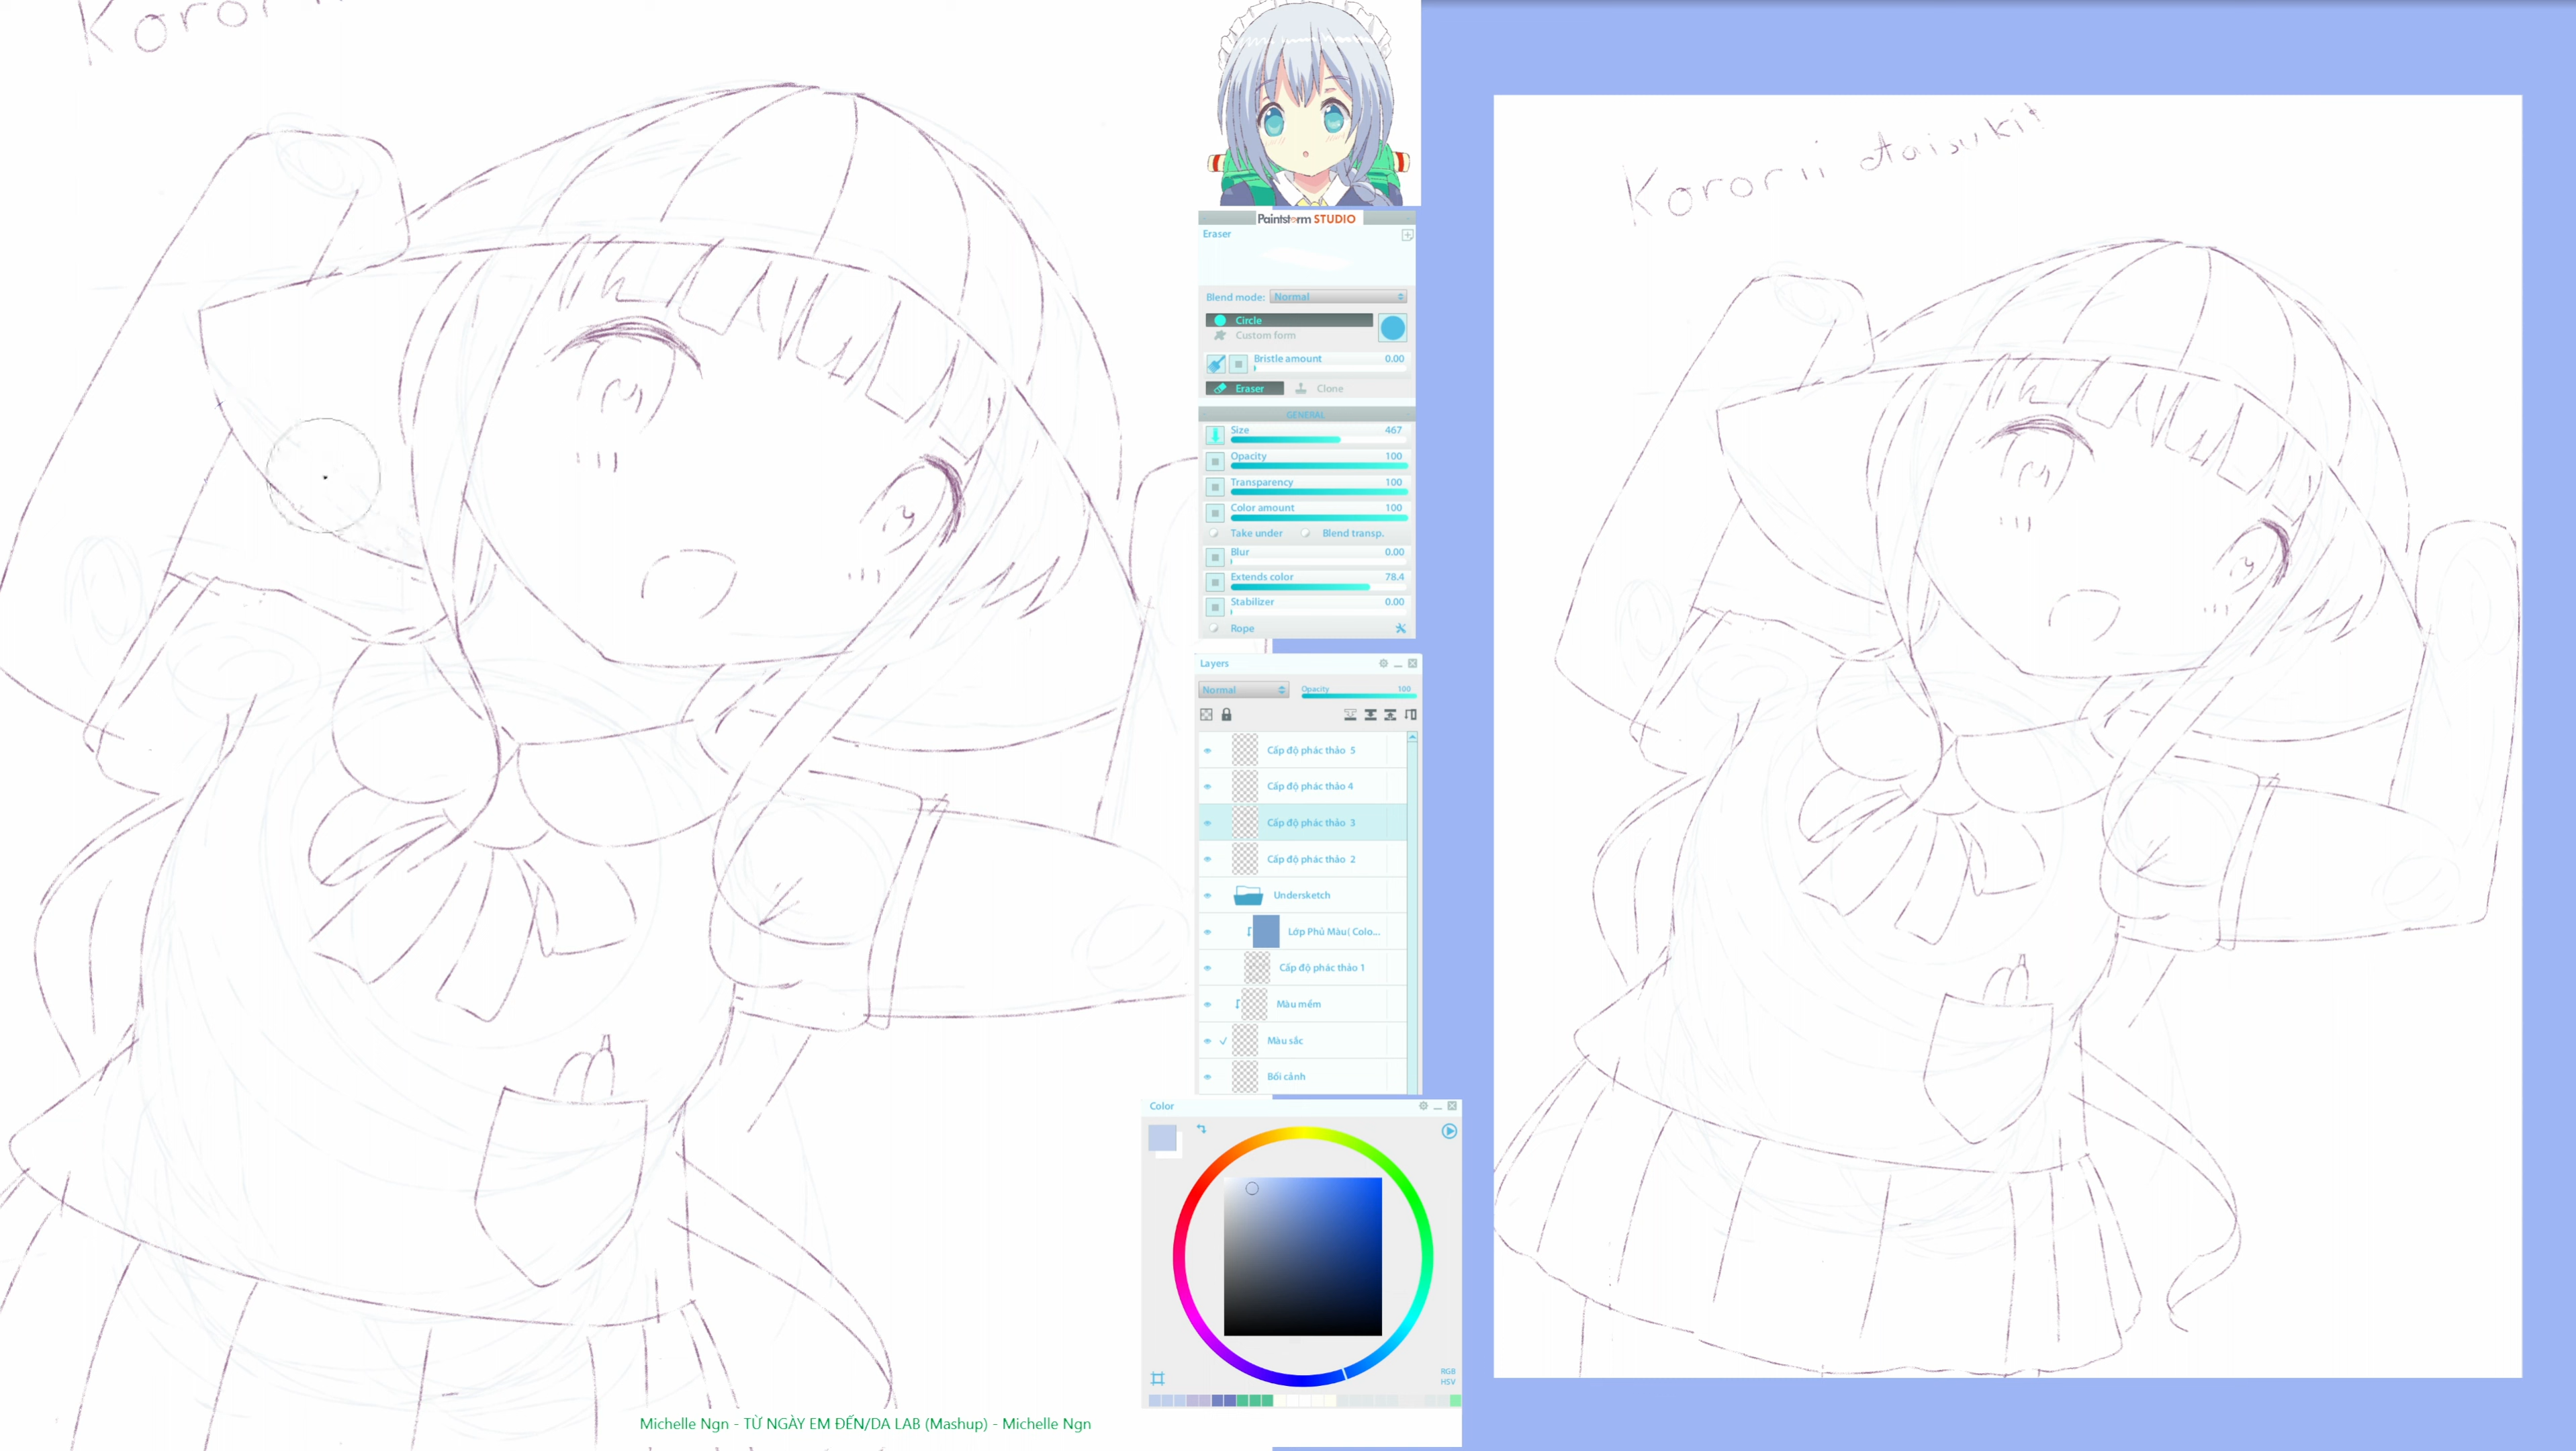 Koror
Kororii daisuki!
Paintstorm STUDIO
Eraser
Blend mode: Normal
Circle
Custom form
Bristle amount 0.00
Eraser Clone
GENERAL
Size 467
Opacity 100
Transparency 100
Color amount 100
Take under Blend transp.
Blur 0.00
Extends color 78.4
Stabilizer 0.00
Rope
Layers
Normal Opacity 100
Cấp độ phác thảo 5
Cấp độ phác thảo 4
Cấp độ phác thảo 3
Cấp độ phác thảo 2
Undersketch
Lớp Phủ Màu( Colo...
Cấp độ phác thảo 1
Màu mềm
Màu sắc
Bối cảnh
Color
RGB
HSV
Michelle Ngn - TỪ NGÀY EM ĐẾN/DA LAB (Mashup) - Michelle Ngn